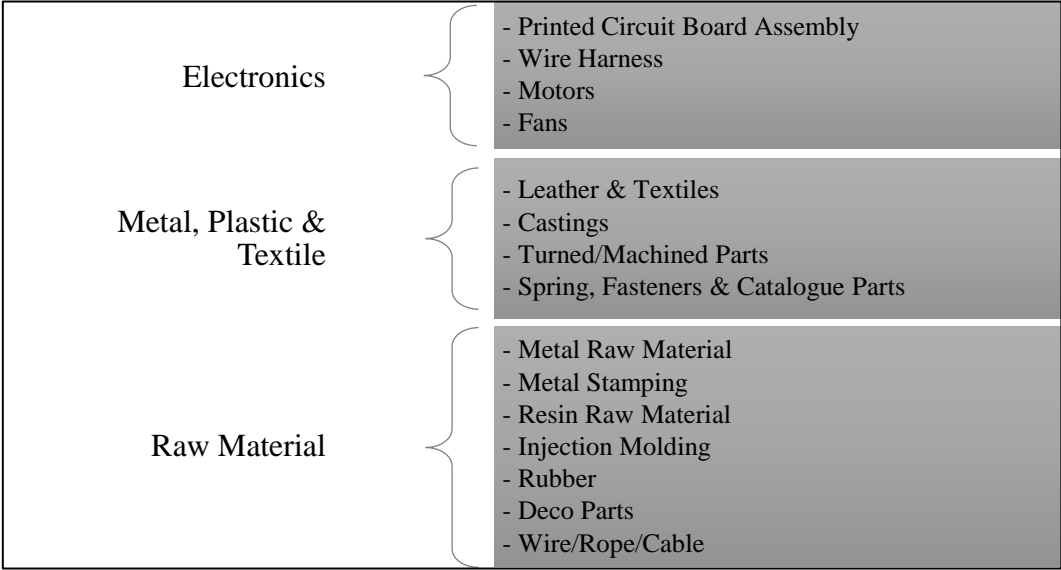 Electronics
- Printed Circuit Board Assembly
- Wire Harness
- Motors
- Fans
Metal, Plastic &
Textile
- Leather & Textiles
- Castings
- Turned/Machined Parts
- Spring, Fasteners & Catalogue Parts
Raw Material
- Metal Raw Material
- Metal Stamping
- Resin Raw Material
- Injection Molding
- Rubber
- Deco Parts
- Wire/Rope/Cable